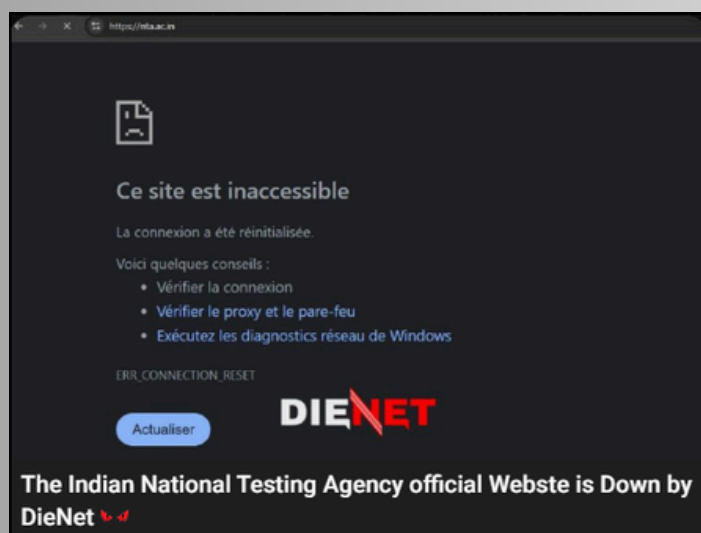 https://nta.ac.in
Ce site est inaccessible
La connexion a été réinitialisée.
Voici quelques conseils :
• Vérifier la connexion
• Vérifier le proxy et le pare-feu
• Exécutez les diagnostics réseau de Windows
ERR_CONNECTION_RESET
DIENET
Actualiser
The Indian National Testing Agency official Webste is Down by
DieNet